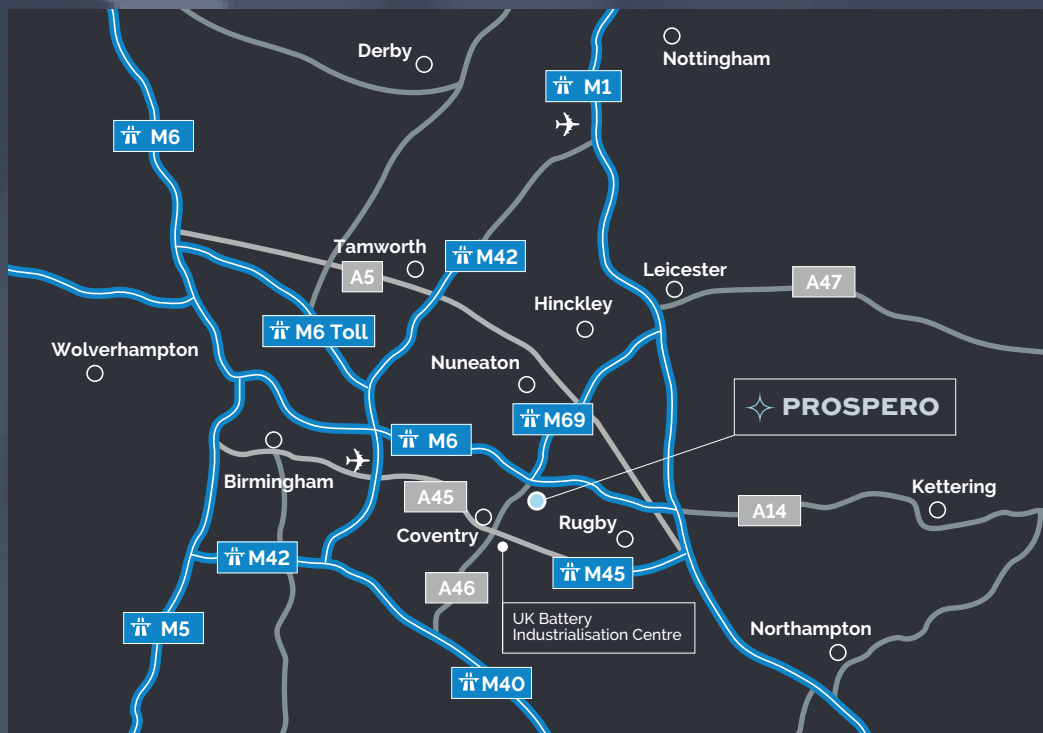 Derby
Nottingham
M1
M6
Tamworth
M42
A5
Leicester
A47
Hinckley
M6 Toll
Wolverhampton
Nuneaton
PROSPERO
M69
M6
Birmingham
A45
Kettering
A14
Coventry
Rugby
M42
M45
A46
UK Battery
Industrialisation Centre
M5
Northampton
M40